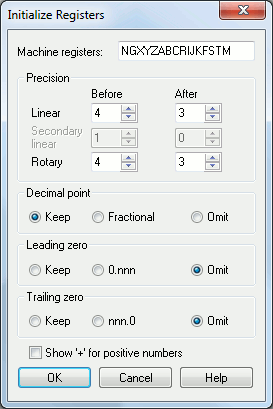 Initialize Registers
Machine registers: NGXYZABCRIJKFSTM
Precision
Before After
Linear 4 3
Secondary linear 1 0
Rotary 4 3
Decimal point
Keep Fractional Omit
Leading zero
Keep 0.nnn Omit
Trailing zero
Keep nnn.0 Omit
Show '+' for positive numbers
OK Cancel Help